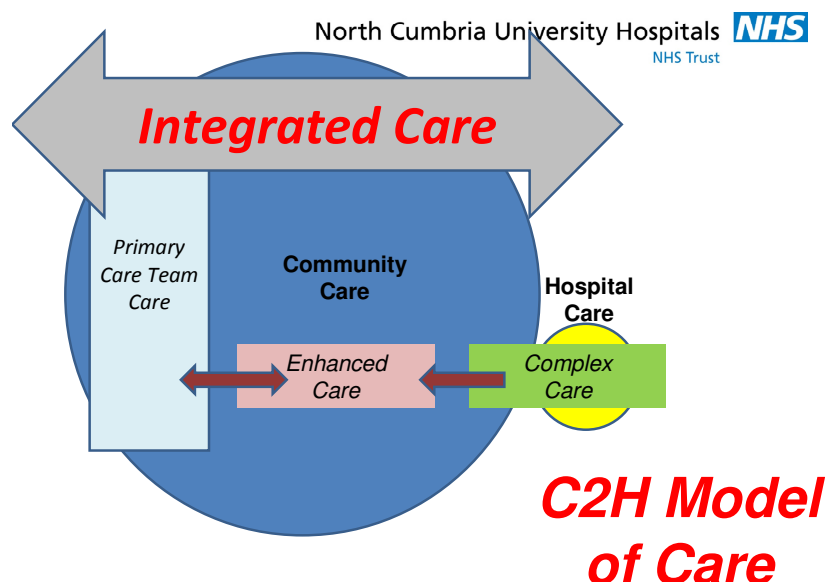 North Cumbria University Hospitals NHS
NHS Trust
Integrated Care
Primary
Care Team
Care
Community
Care
Hospital
Care
Enhanced
Care
Complex
Care
C2H Model
of Care